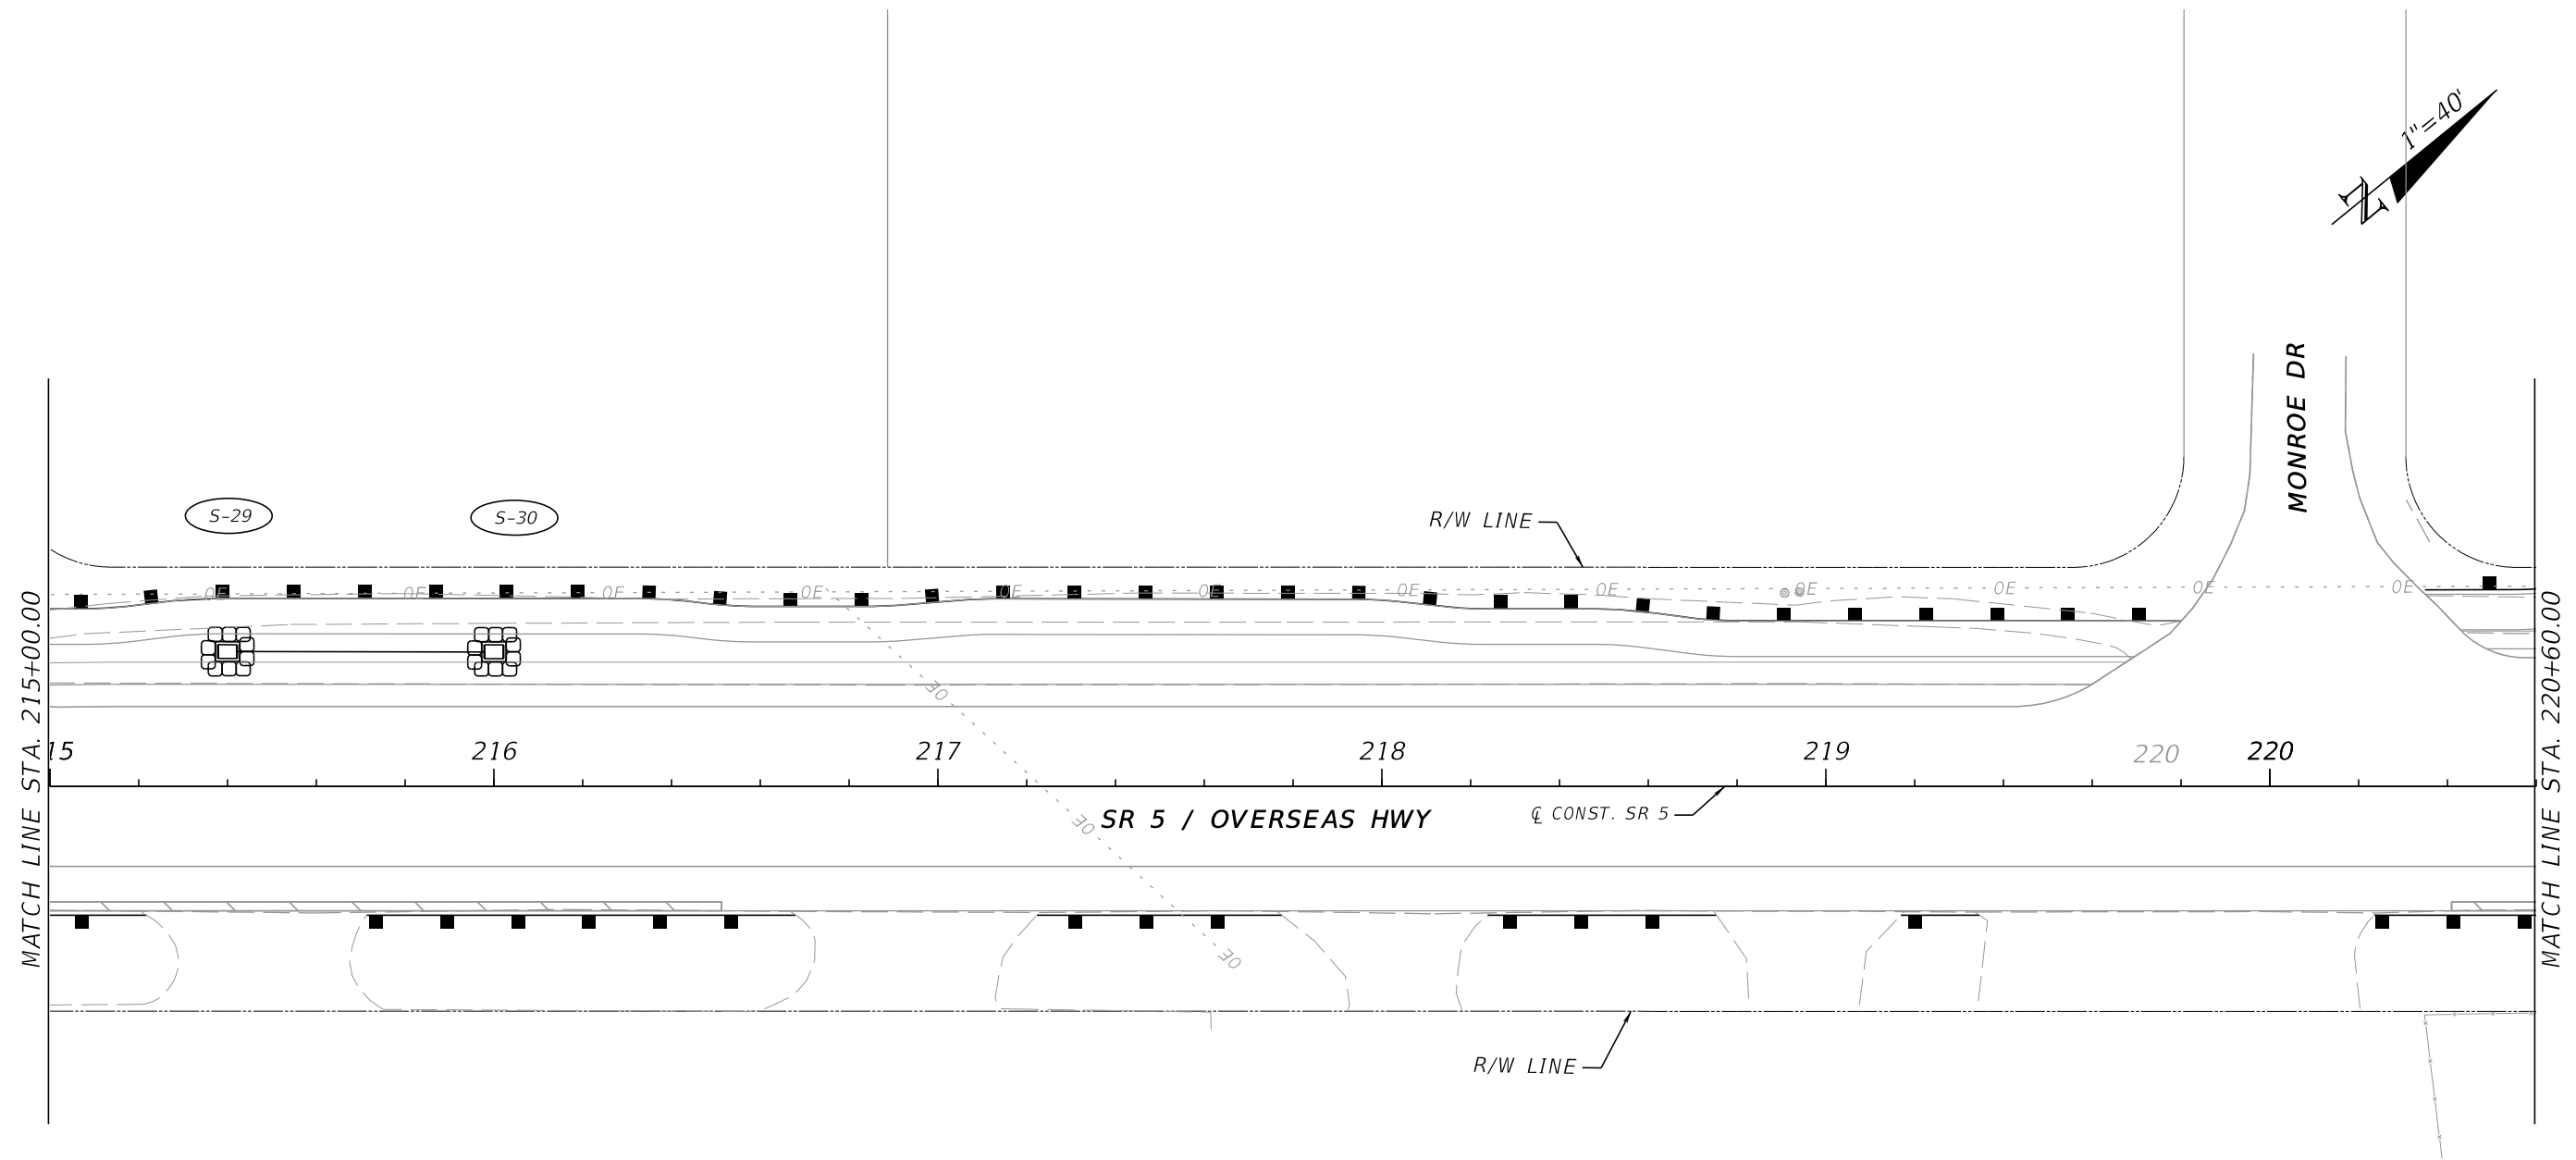 1"=40'
N
MONROE DR
S-29
S-30
R/W LINE
OE OE OE OE OE OE OE OE OE OE OE OE
OE
MATCH LINE STA. 215+00.00
MATCH LINE STA. 220+60.00
15 216 217 218 219 220 220
SR 5 / OVERSEAS HWY
℄ CONST. SR 5
OE
OE
R/W LINE